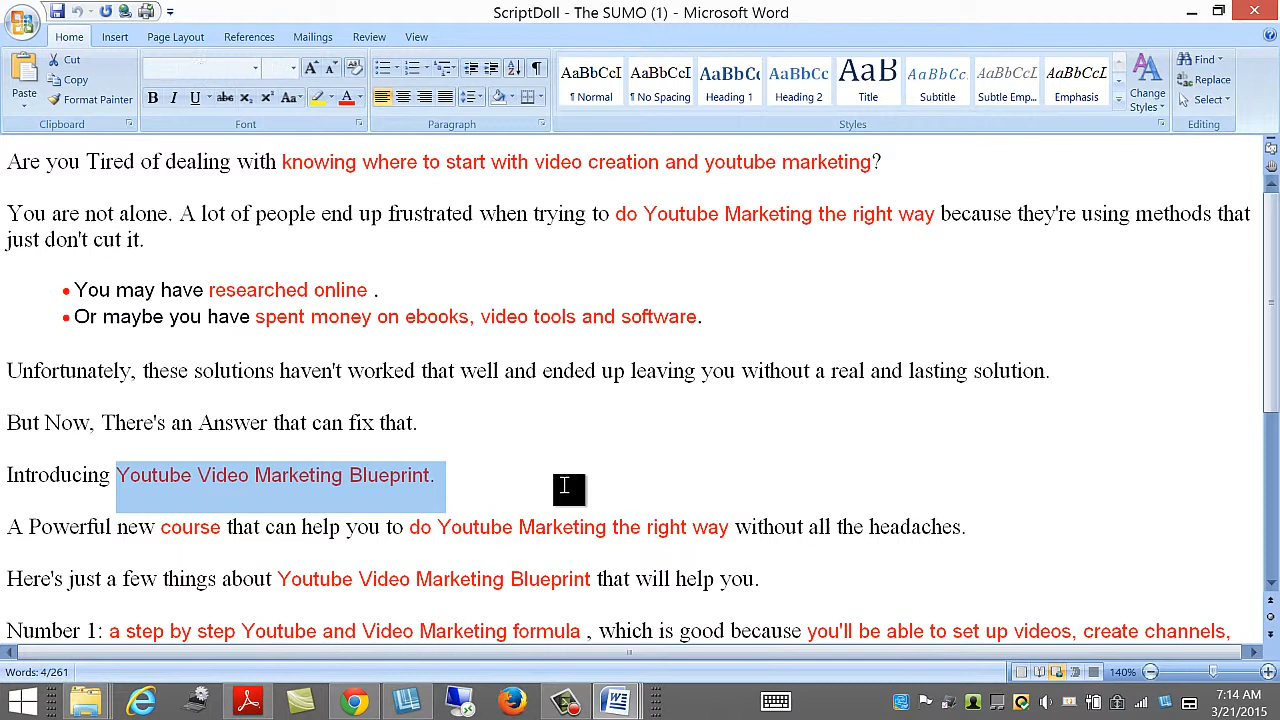 ScriptDoll - The SUMO (1) - Microsoft Word
Home Insert Page Layout References Mailings Review View
Paste Cut Copy Format Painter Clipboard
B I U abc X₂ X² Aa A A A Font
Paragraph
AaBbCcI AaBbCcI AaBbC AaBbCc AaB AaBbCc AaBbCcI AaBbCcL
¶ Normal ¶ No Spacing Heading 1 Heading 2 Title Subtitle Subtle Emp... Emphasis
Change Styles Styles
Find Replace Select Editing
Are you Tired of dealing with knowing where to start with video creation and youtube marketing?
You are not alone. A lot of people end up frustrated when trying to do Youtube Marketing the right way because they're using methods that
just don't cut it.
• You may have researched online .
• Or maybe you have spent money on ebooks, video tools and software.
Unfortunately, these solutions haven't worked that well and ended up leaving you without a real and lasting solution.
But Now, There's an Answer that can fix that.
Introducing Youtube Video Marketing Blueprint.
A Powerful new course that can help you to do Youtube Marketing the right way without all the headaches.
Here's just a few things about Youtube Video Marketing Blueprint that will help you.
Number 1: a step by step Youtube and Video Marketing formula , which is good because you'll be able to set up videos, create channels,
Words: 4/261 140%
7:14 AM
3/21/2015